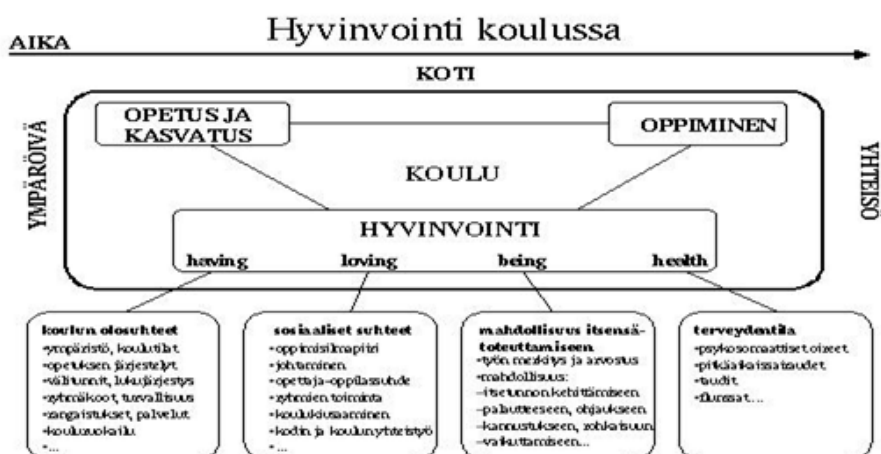 Hyvinvointi koulussa
AIKA
KOTI
YMPÄRÖIVÄ
YHTEISÖ
OPETUS JA
KASVATUS
OPPIMINEN
KOULU
HYVINVOINTI
having loving being health
koulun olosuhteet
•ympäristö, koulutilat
•opetuksen järjestelyt
•välitunnit, lukujärjestys
•ryhmäkoot, turvallisuus
•rangaistukset, palvelut
•kouluruokailu
•...
sosiaaliset suhteet
•oppimisilmapiiri
•johtaminen
•opettaja-oppilassuhde
•ryhmien toiminta
•koulukiusaaminen
•kodin ja koulun yhteistyö
•...
mahdollisuus itsensä-
toteuttamiseen
•työn merkitys ja arvostus
•mahdollisuus:
–itsetunnon kehittämiseen
–palautteeseen, ohjaukseen
–kannustukseen, rohkaisuun
–vaikuttamiseen...
terveydentila
•psykosomaattiset oireet
•pitkäaikaissairaudet
•taudit
•flunssat...